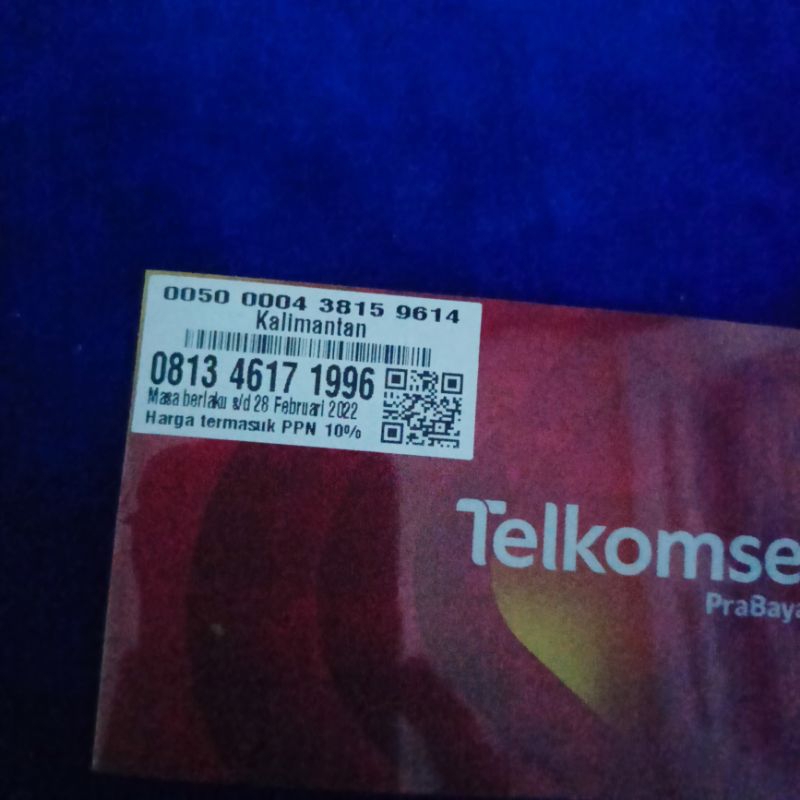 0050 0004 3815 9614
Kalimantan
0813 4617 1996
Masa berlaku s/d 28 Februari 2022
Harga termasuk PPN 10%
Telkomse
PraBaya